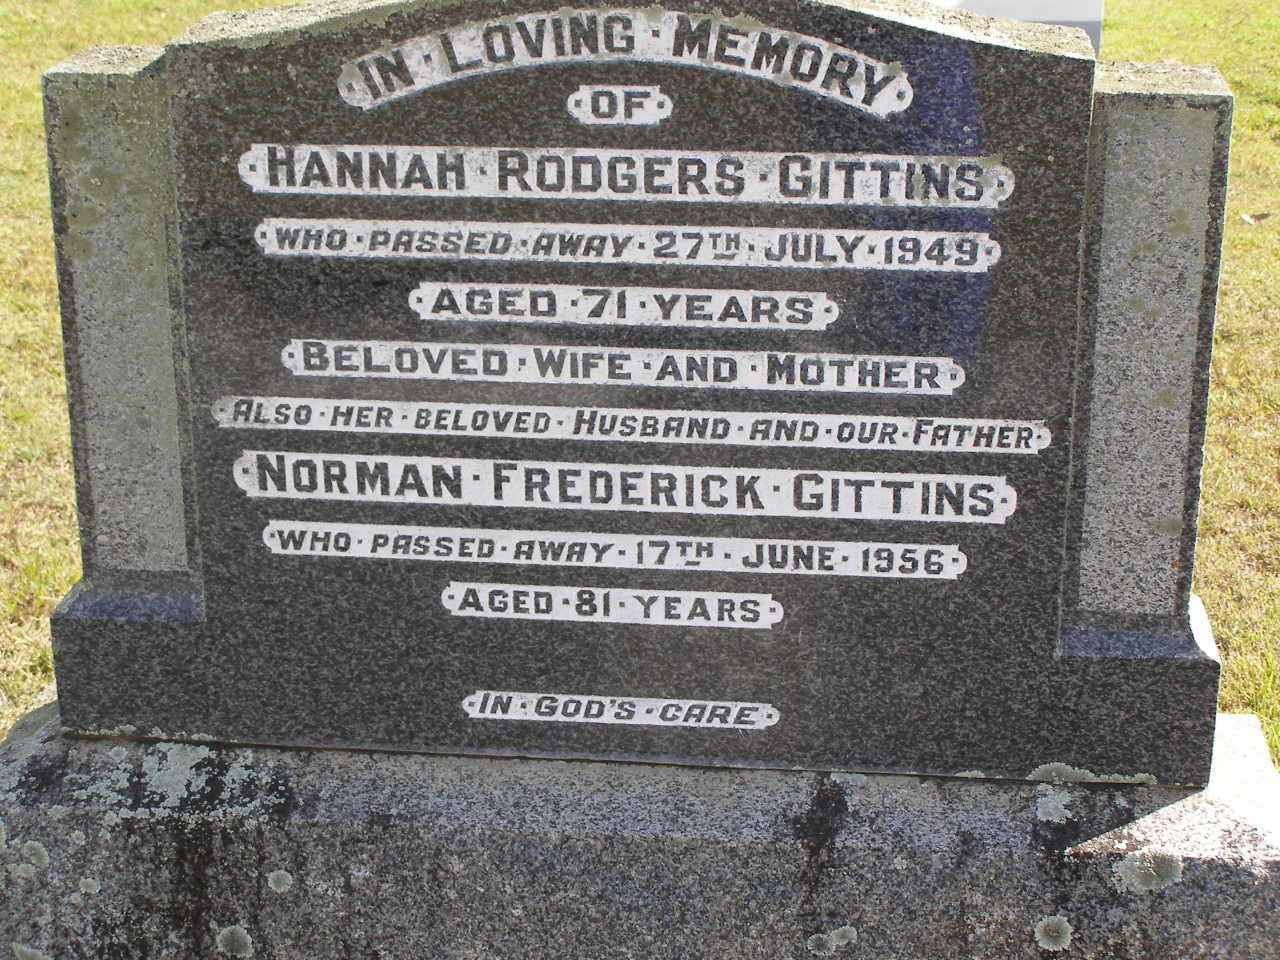 IN · LOVING · MEMORY
· OF ·
· HANNAH · RODGERS · GITTINS ·
· WHO · PASSED · AWAY · 27TH · JULY · 1949 ·
· AGED · 71 · YEARS ·
· BELOVED · WIFE · AND · MOTHER ·
· ALSO · HER · BELOVED · HUSBAND · AND · OUR · FATHER ·
· NORMAN · FREDERICK · GITTINS ·
· WHO · PASSED · AWAY · 17TH · JUNE · 1956 ·
· AGED · 81 · YEARS ·
· IN · GOD'S · CARE ·